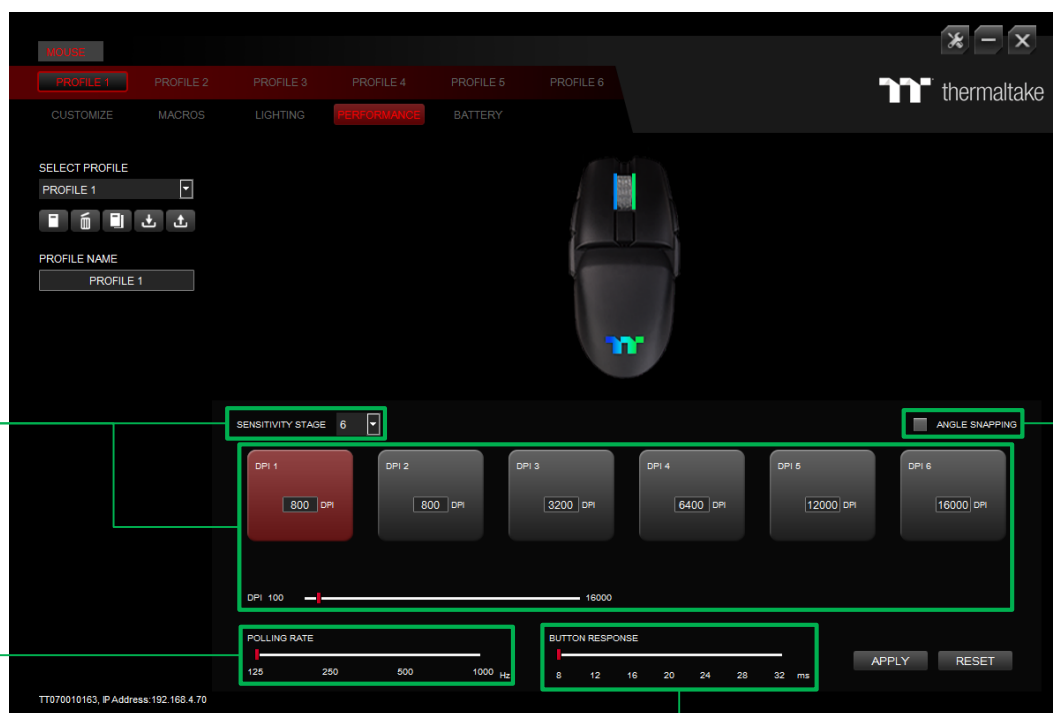 MOUSE
PROFILE 1 PROFILE 2 PROFILE 3 PROFILE 4 PROFILE 5 PROFILE 6
thermaltake
CUSTOMIZE MACROS LIGHTING PERFORMANCE BATTERY
SELECT PROFILE
PROFILE 1
PROFILE NAME
PROFILE 1
SENSITIVITY STAGE 6
ANGLE SNAPPING
DPI 1 DPI 2 DPI 3 DPI 4 DPI 5 DPI 6
800 DPI 800 DPI 3200 DPI 6400 DPI 12000 DPI 16000 DPI
DPI 100 16000
POLLING RATE
125 250 500 1000 Hz
BUTTON RESPONSE
8 12 16 20 24 28 32 ms
APPLY RESET
TT070010163, IP Address:192.168.4.70